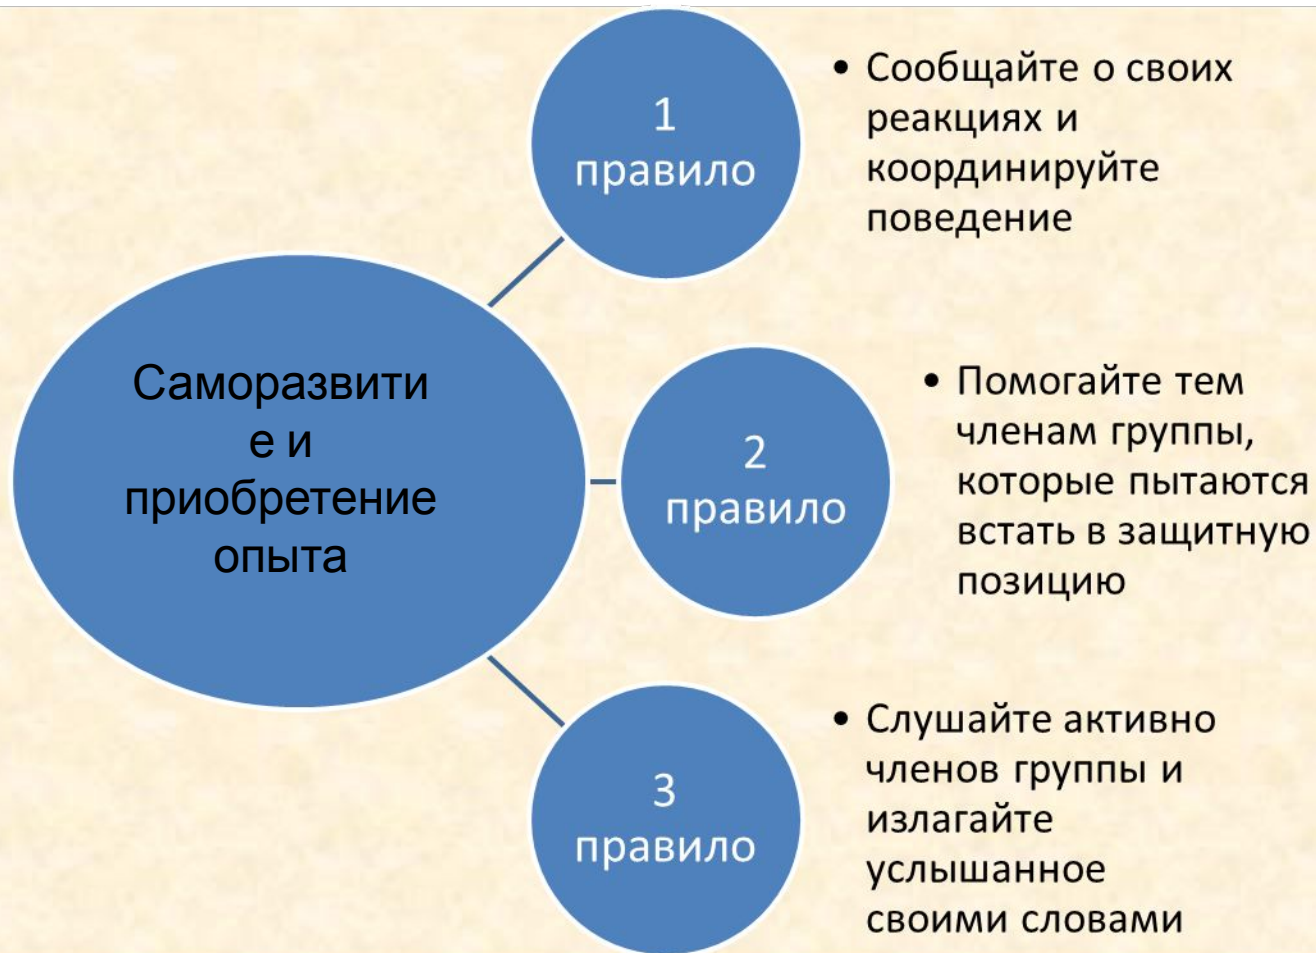 1
правило
• Сообщайте о своих
реакциях и
координируйте
поведение
Саморазвити
е и
приобретение
опыта
2
правило
• Помогайте тем
членам группы,
которые пытаются
встать в защитную
позицию
3
правило
• Слушайте активно
членов группы и
излагайте
услышанное
своими словами